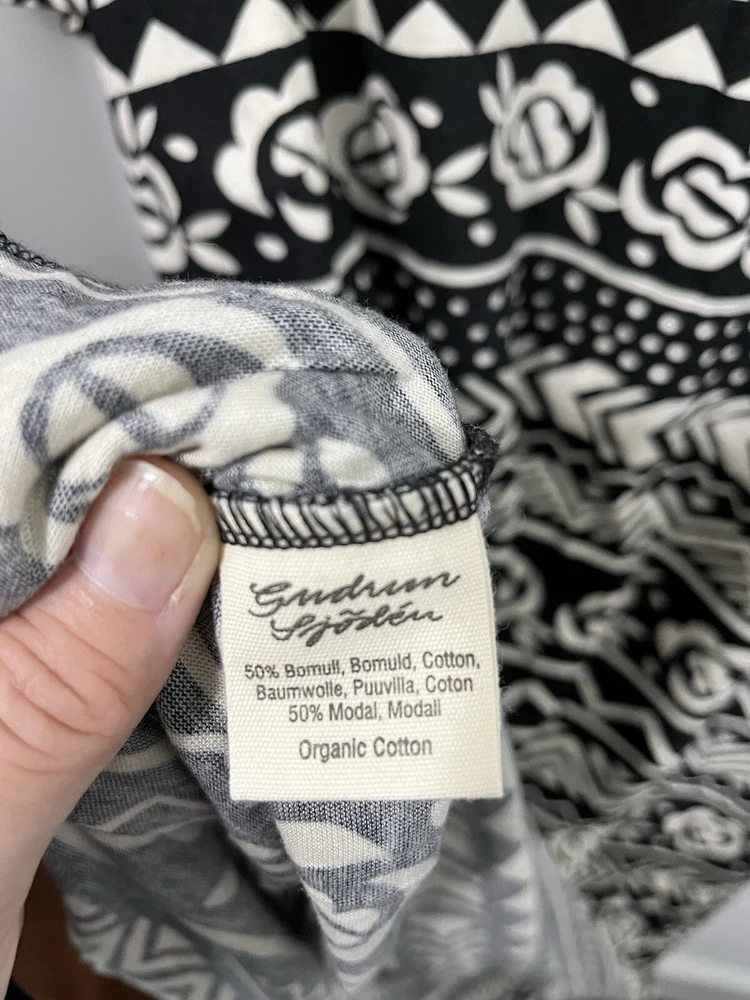 Gudrun
Sjödén
50% Bomull, Bomuld, Cotton,
Baumwolle, Puuvilla, Coton
50% Modal, Modali
Organic Cotton